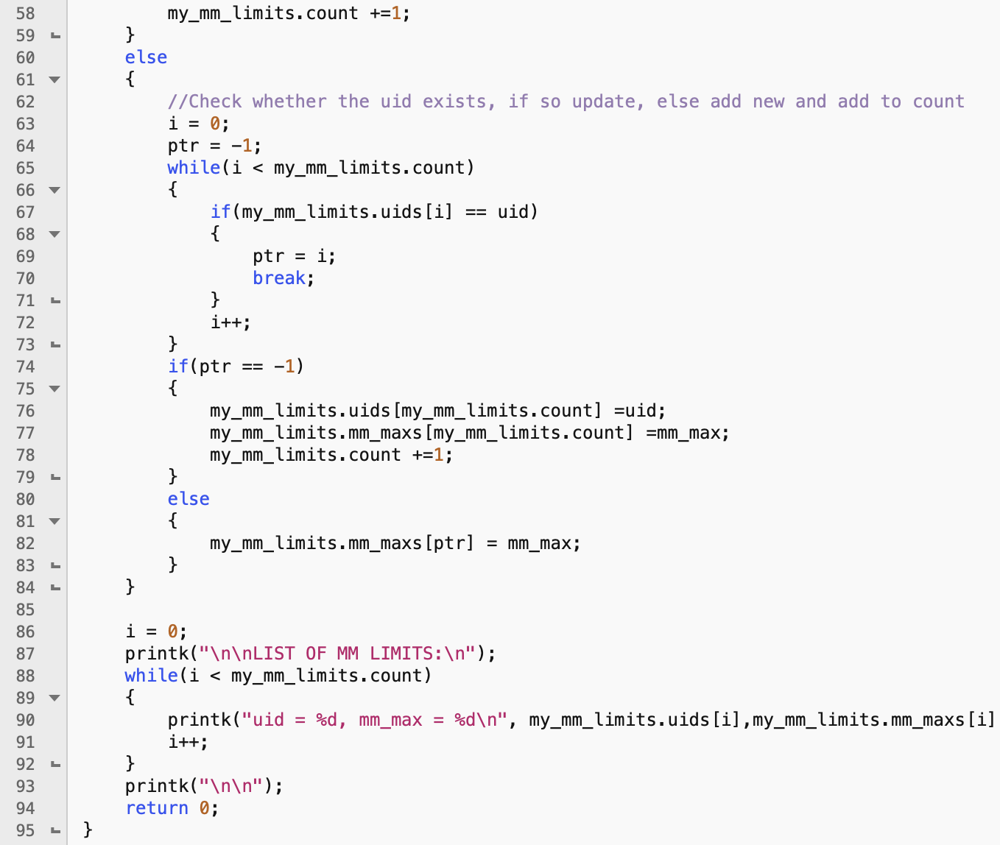 58 my_mm_limits.count +=1;
59 }
60 else
61 {
62 //Check whether the uid exists, if so update, else add new and add to count
63 i = 0;
64 ptr = -1;
65 while(i < my_mm_limits.count)
66 {
67 if(my_mm_limits.uids[i] == uid)
68 {
69 ptr = i;
70 break;
71 }
72 i++;
73 }
74 if(ptr == -1)
75 {
76 my_mm_limits.uids[my_mm_limits.count] =uid;
77 my_mm_limits.mm_maxs[my_mm_limits.count] =mm_max;
78 my_mm_limits.count +=1;
79 }
80 else
81 {
82 my_mm_limits.mm_maxs[ptr] = mm_max;
83 }
84 }
85
86 i = 0;
87 printk("\n\nLIST OF MM LIMITS:\n");
88 while(i < my_mm_limits.count)
89 {
90 printk("uid = %d, mm_max = %d\n", my_mm_limits.uids[i],my_mm_limits.mm_maxs[i]
91 i++;
92 }
93 printk("\n\n");
94 return 0;
95 }